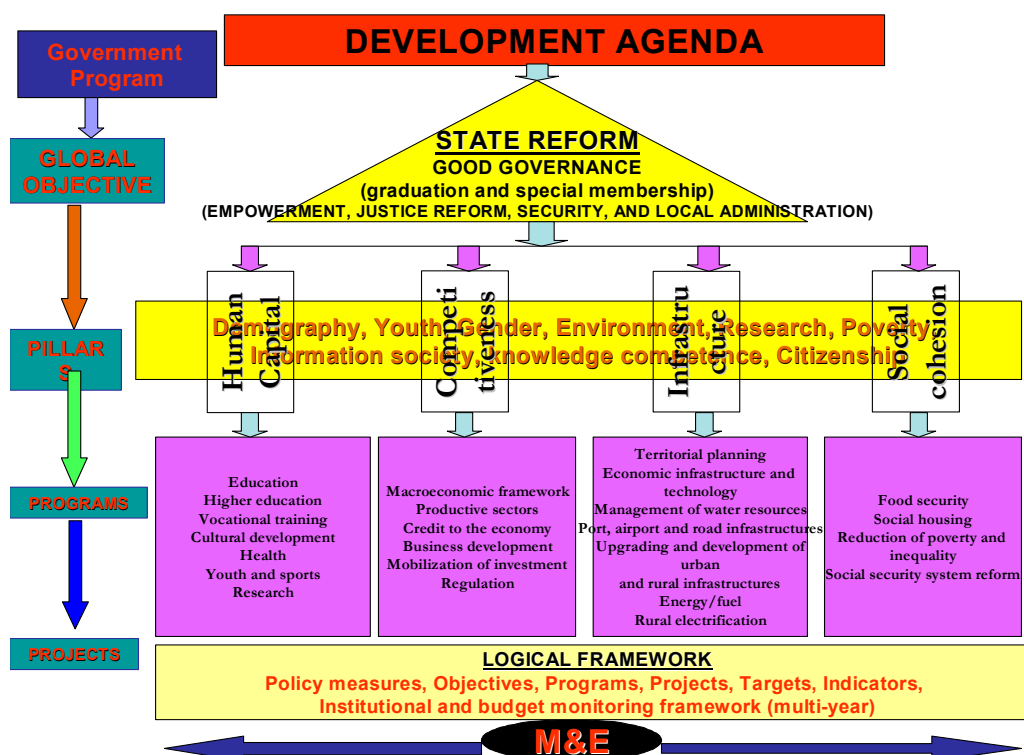 Government
Program
DEVELOPMENT AGENDA
GLOBAL
OBJECTIVE
STATE REFORM
GOOD GOVERNANCE
(graduation and special membership)
(EMPOWERMENT, JUSTICE REFORM, SECURITY, AND LOCAL ADMINISTRATION)
PILLAR
S
Human
Capital
Competi
tiveness
Infrastru
cture
Social
cohesion
Demography, Youth, Gender, Environment, Research, Poverty,
Information society, knowledge competence, Citizenship
PROGRAMS
Education
Higher education
Vocational training
Cultural development
Health
Youth and sports
Research
Macroeconomic framework
Productive sectors
Credit to the economy
Business development
Mobilization of investment
Regulation
Territorial planning
Economic infrastructure and
technology
Management of water resources
Port, airport and road infrastructures
Upgrading and development of
urban
and rural infrastructures
Energy/fuel
Rural electrification
Food security
Social housing
Reduction of poverty and
inequality
Social security system reform
PROJECTS
LOGICAL FRAMEWORK
Policy measures, Objectives, Programs, Projects, Targets, Indicators,
Institutional and budget monitoring framework (multi-year)
M&E